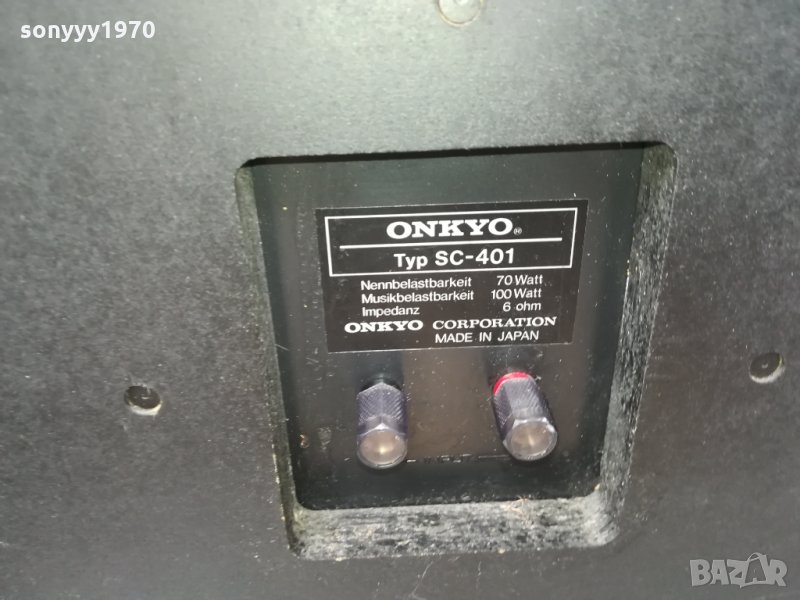 sonyyy1970
ONKYO®
Typ SC-401
Nennbelastbarkeit 70 Watt
Musikbelastbarkeit 100 Watt
Impedanz 6 ohm
ONKYO CORPORATION
MADE IN JAPAN
BAZAR